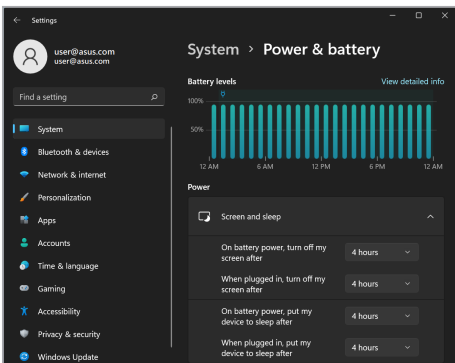 Settings
user@asus.com
user@asus.com
Find a setting
System
Bluetooth & devices
Network & internet
Personalization
Apps
Accounts
Time & language
Gaming
Accessibility
Privacy & security
Windows Update
System > Power & battery
Battery levels
View detailed info
100%
50%
12 AM
6 AM
12 PM
6 PM
12 AM
Power
Screen and sleep
On battery power, turn off my
screen after
4 hours
When plugged in, turn off my
screen after
4 hours
On battery power, put my
device to sleep after
4 hours
When plugged in, put my
device to sleep after
4 hours